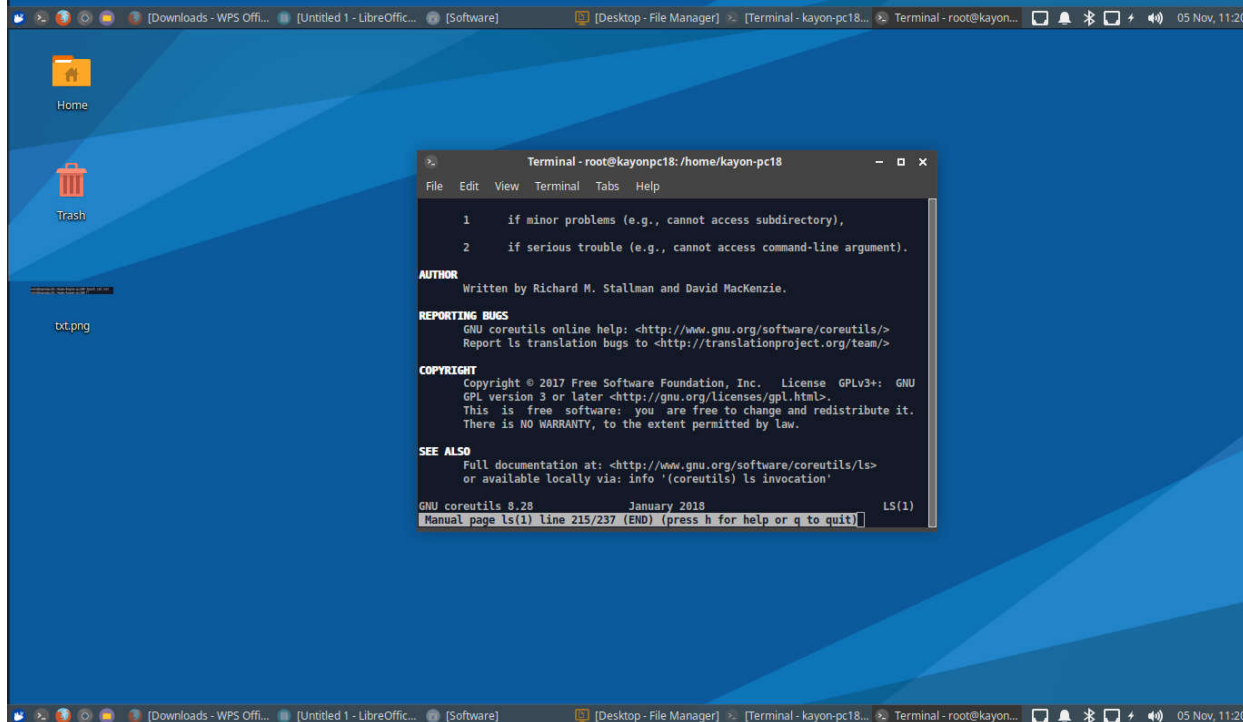 [Downloads - WPS Offi... [Untitled 1 - LibreOffic... [Software] [Desktop - File Manager] [Terminal - kayon-pc18... Terminal - root@kayon... 05 Nov, 11:20
Home
Trash
txt.png
Terminal - root@kayonpc18: /home/kayon-pc18
File Edit View Terminal Tabs Help
1 if minor problems (e.g., cannot access subdirectory),
2 if serious trouble (e.g., cannot access command-line argument).
AUTHOR
Written by Richard M. Stallman and David MacKenzie.
REPORTING BUGS
GNU coreutils online help: <http://www.gnu.org/software/coreutils/>
Report ls translation bugs to <http://translationproject.org/team/>
COPYRIGHT
Copyright © 2017 Free Software Foundation, Inc. License GPLv3+: GNU
GPL version 3 or later <http://gnu.org/licenses/gpl.html>.
This is free software: you are free to change and redistribute it.
There is NO WARRANTY, to the extent permitted by law.
SEE ALSO
Full documentation at: <http://www.gnu.org/software/coreutils/ls>
or available locally via: info '(coreutils) ls invocation'
GNU coreutils 8.28 January 2018 LS(1)
Manual page ls(1) line 215/237 (END) (press h for help or q to quit)
[Downloads - WPS Offi... [Untitled 1 - LibreOffic... [Software] [Desktop - File Manager] [Terminal - kayon-pc18... Terminal - root@kayon... 05 Nov, 11:20